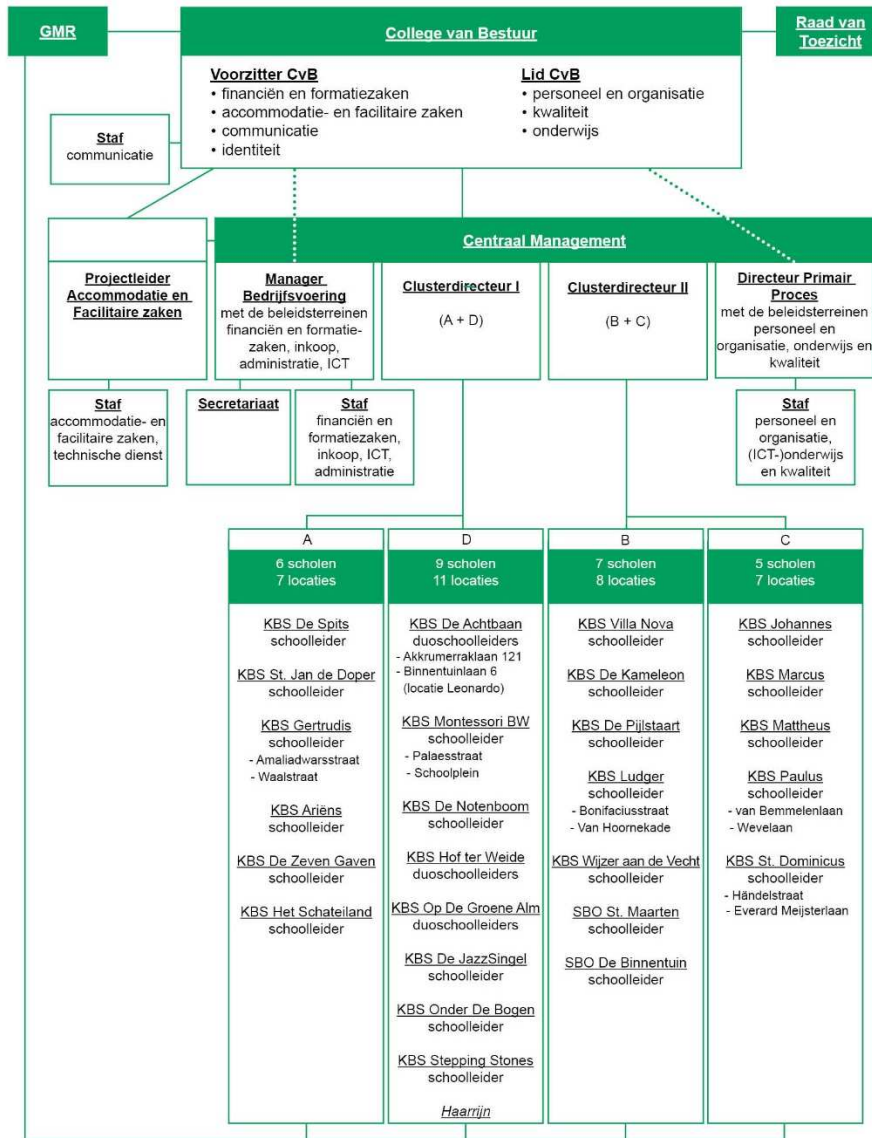 GMR
College van Bestuur
Raad van
Toezicht
Voorzitter CvB
• financiën en formatiezaken
• accommodatie- en facilitaire zaken
• communicatie
• identiteit
Lid CvB
• personeel en organisatie
• kwaliteit
• onderwijs
Staf
communicatie
Centraal Management
Projectleider
Accommodatie en
Facilitaire zaken
Manager
Bedrijfsvoering
met de beleidsterreinen
financiën en formatie-
zaken, inkoop,
administratie, ICT
Clusterdirecteur I
(A + D)
Clusterdirecteur II
(B + C)
Directeur Primair
Proces
met de beleidsterreinen
personeel en
organisatie, onderwijs en
kwaliteit
Staf
accommodatie- en
facilitaire zaken,
technische dienst
Secretariaat
Staf
financiën en
formatiezaken,
inkoop, ICT,
administratie
Staf
personeel en
organisatie,
(ICT-)onderwijs
en kwaliteit
A
6 scholen
7 locaties
KBS De Spits
schoolleider
KBS St. Jan de Doper
schoolleider
KBS Gertrudis
schoolleider
- Amaliadwarsstraat
- Waalstraat
KBS Ariëns
schoolleider
KBS De Zeven Gaven
schoolleider
KBS Het Schateiland
schoolleider
D
9 scholen
11 locaties
KBS De Achtbaan
duoschoolleiders
- Akkrumerraklaan 121
- Binnentuinlaan 6
(locatie Leonardo)
KBS Montessori BW
schoolleider
- Palaesstraat
- Schoolplein
KBS De Notenboom
schoolleider
KBS Hof ter Weide
duoschoolleiders
KBS Op De Groene Alm
duoschoolleiders
KBS De JazzSingel
schoolleider
KBS Onder De Bogen
schoolleider
KBS Stepping Stones
schoolleider
Haarrijn
B
7 scholen
8 locaties
KBS Villa Nova
schoolleider
KBS De Kameleon
schoolleider
KBS De Pijlstaart
schoolleider
KBS Ludger
schoolleider
- Bonifaciusstraat
- Van Hoornekade
KBS Wijzer aan de Vecht
schoolleider
SBO St. Maarten
schoolleider
SBO De Binnentuin
schoolleider
C
5 scholen
7 locaties
KBS Johannes
schoolleider
KBS Marcus
schoolleider
KBS Mattheus
schoolleider
KBS Paulus
schoolleider
- van Bemmelenlaan
- Wevelaan
KBS St. Dominicus
schoolleider
- Händelstraat
- Everard Meijsterlaan